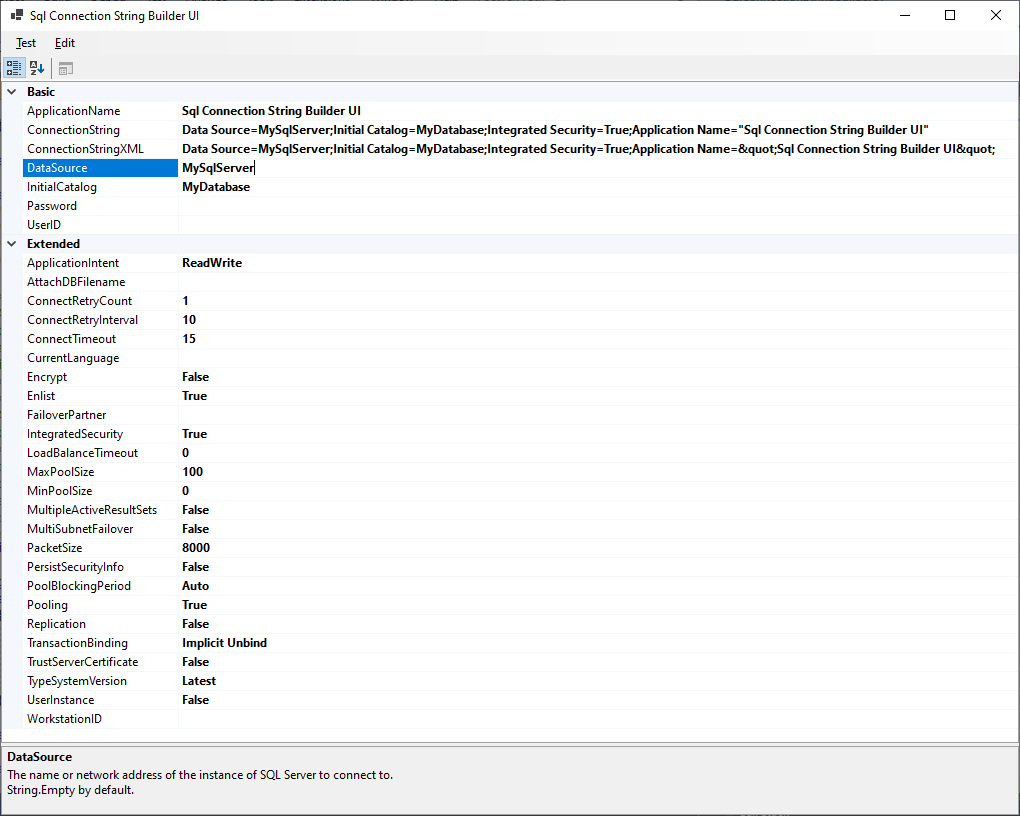 Sql Connection String Builder UI
Test Edit
Basic
ApplicationName Sql Connection String Builder UI
ConnectionString Data Source=MySqlServer;Initial Catalog=MyDatabase;Integrated Security=True;Application Name="Sql Connection String Builder UI"
ConnectionStringXML Data Source=MySqlServer;Initial Catalog=MyDatabase;Integrated Security=True;Application Name=&quot;Sql Connection String Builder UI&quot;
DataSource MySqlServer
InitialCatalog MyDatabase
Password
UserID
Extended
ApplicationIntent ReadWrite
AttachDBFilename
ConnectRetryCount 1
ConnectRetryInterval 10
ConnectTimeout 15
CurrentLanguage
Encrypt False
Enlist True
FailoverPartner
IntegratedSecurity True
LoadBalanceTimeout 0
MaxPoolSize 100
MinPoolSize 0
MultipleActiveResultSets False
MultiSubnetFailover False
PacketSize 8000
PersistSecurityInfo False
PoolBlockingPeriod Auto
Pooling True
Replication False
TransactionBinding Implicit Unbind
TrustServerCertificate False
TypeSystemVersion Latest
UserInstance False
WorkstationID
DataSource
The name or network address of the instance of SQL Server to connect to.
String.Empty by default.